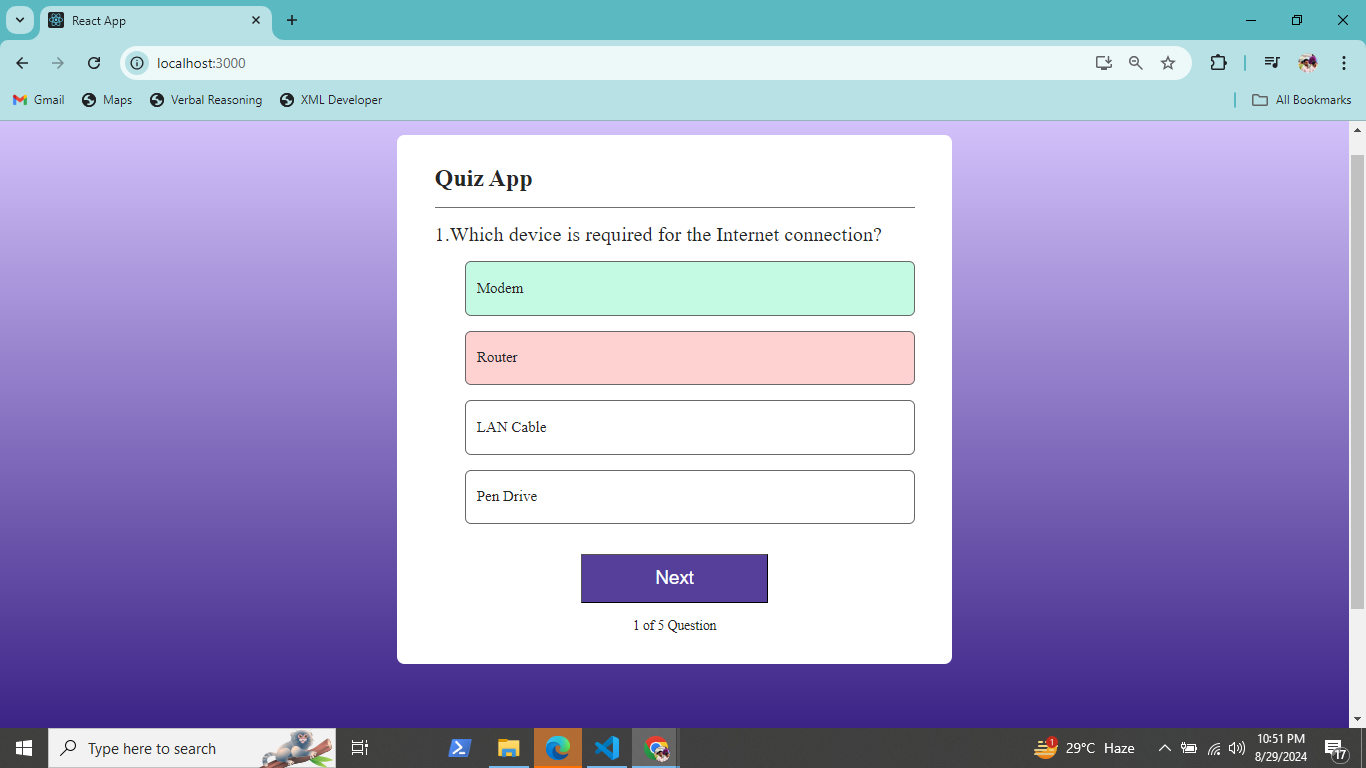 React App
localhost:3000
Gmail Maps Verbal Reasoning XML Developer All Bookmarks
Quiz App
1.Which device is required for the Internet connection?
Modem
Router
LAN Cable
Pen Drive
Next
1 of 5 Question
Type here to search
1
29°C Haze
10:51 PM
8/29/2024
17